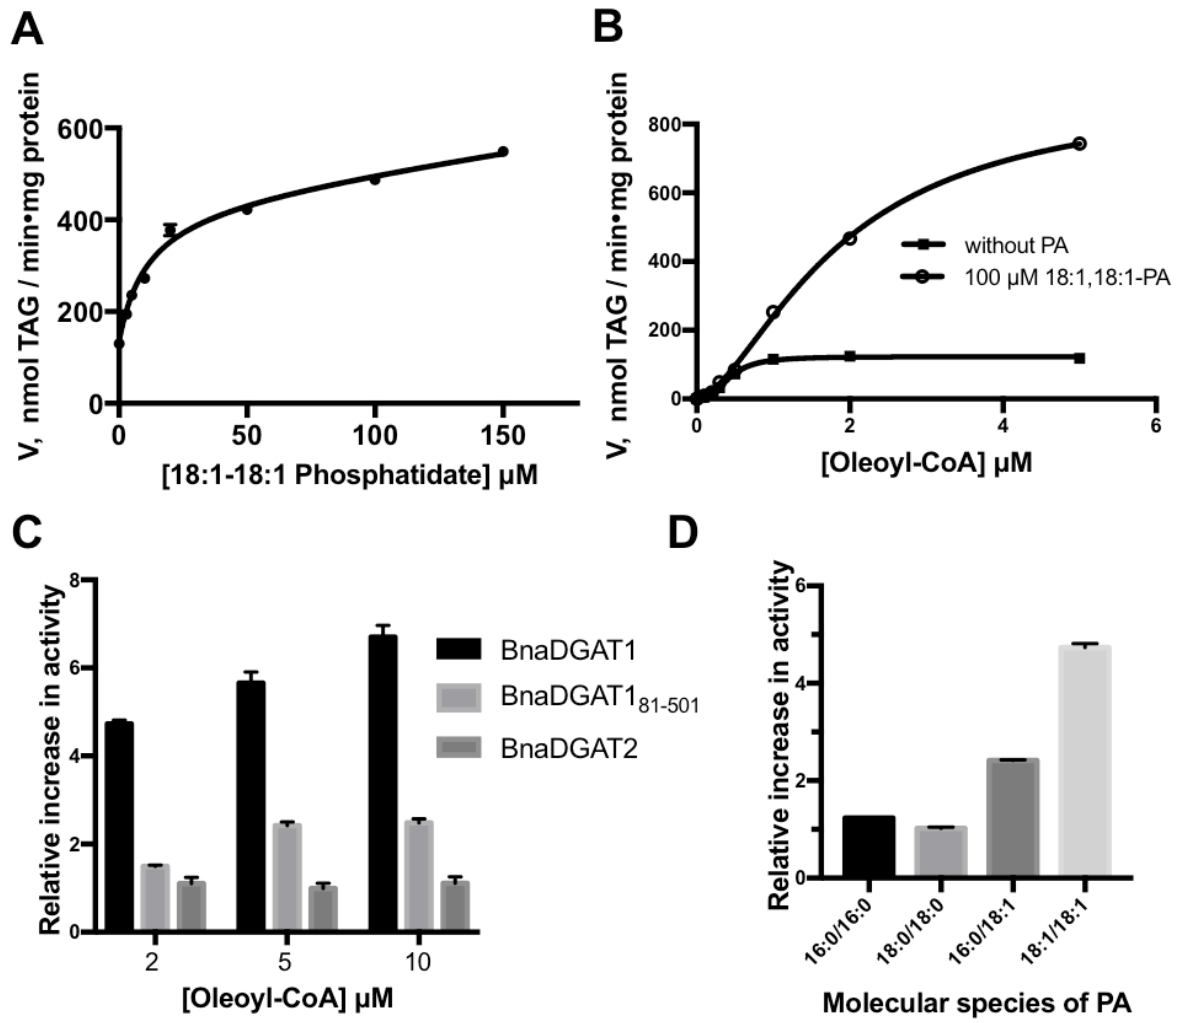 A
V, nmol TAG / min•mg protein
600
400
200
0
0 50 100 150
[18:1-18:1 Phosphatidate] µM
B
V, nmol TAG / min•mg protein
800
600
400
200
0
0 2 4 6
[Oleoyl-CoA] µM
without PA
100 µM 18:1,18:1-PA
C
Relative increase in activity
8
6
4
2
0
2 5 10
[Oleoyl-CoA] µM
BnaDGAT1
BnaDGAT1₈₁₋₅₀₁
BnaDGAT2
D
Relative increase in activity
6
4
2
0
16:0/16:0
18:0/18:0
16:0/18:1
18:1/18:1
Molecular species of PA